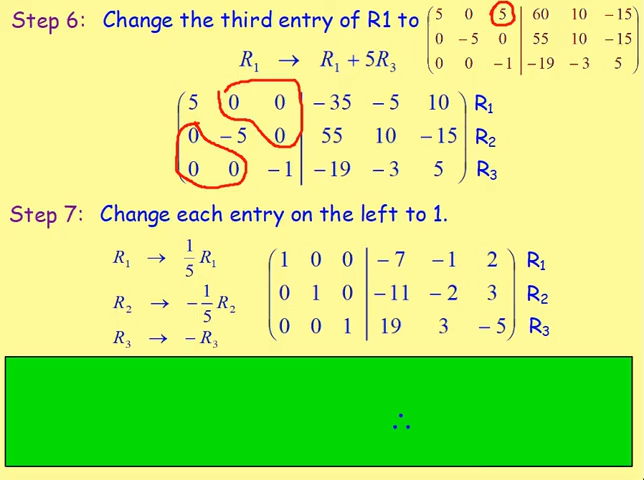 Step 6: Change the third entry of R1 to
5 0 5 | 60 10 −15
0 −5 0 | 55 10 −15
0 0 −1 | −19 −3 5
R₁ → R₁ + 5R₃
5 0 0 | −35 −5 10 R₁
0 −5 0 | 55 10 −15 R₂
0 0 −1 | −19 −3 5 R₃
Step 7: Change each entry on the left to 1.
R₁ → 1/5 R₁
R₂ → −1/5 R₂
R₃ → −R₃
1 0 0 | −7 −1 2 R₁
0 1 0 | −11 −2 3 R₂
0 0 1 | 19 3 −5 R₃
∴